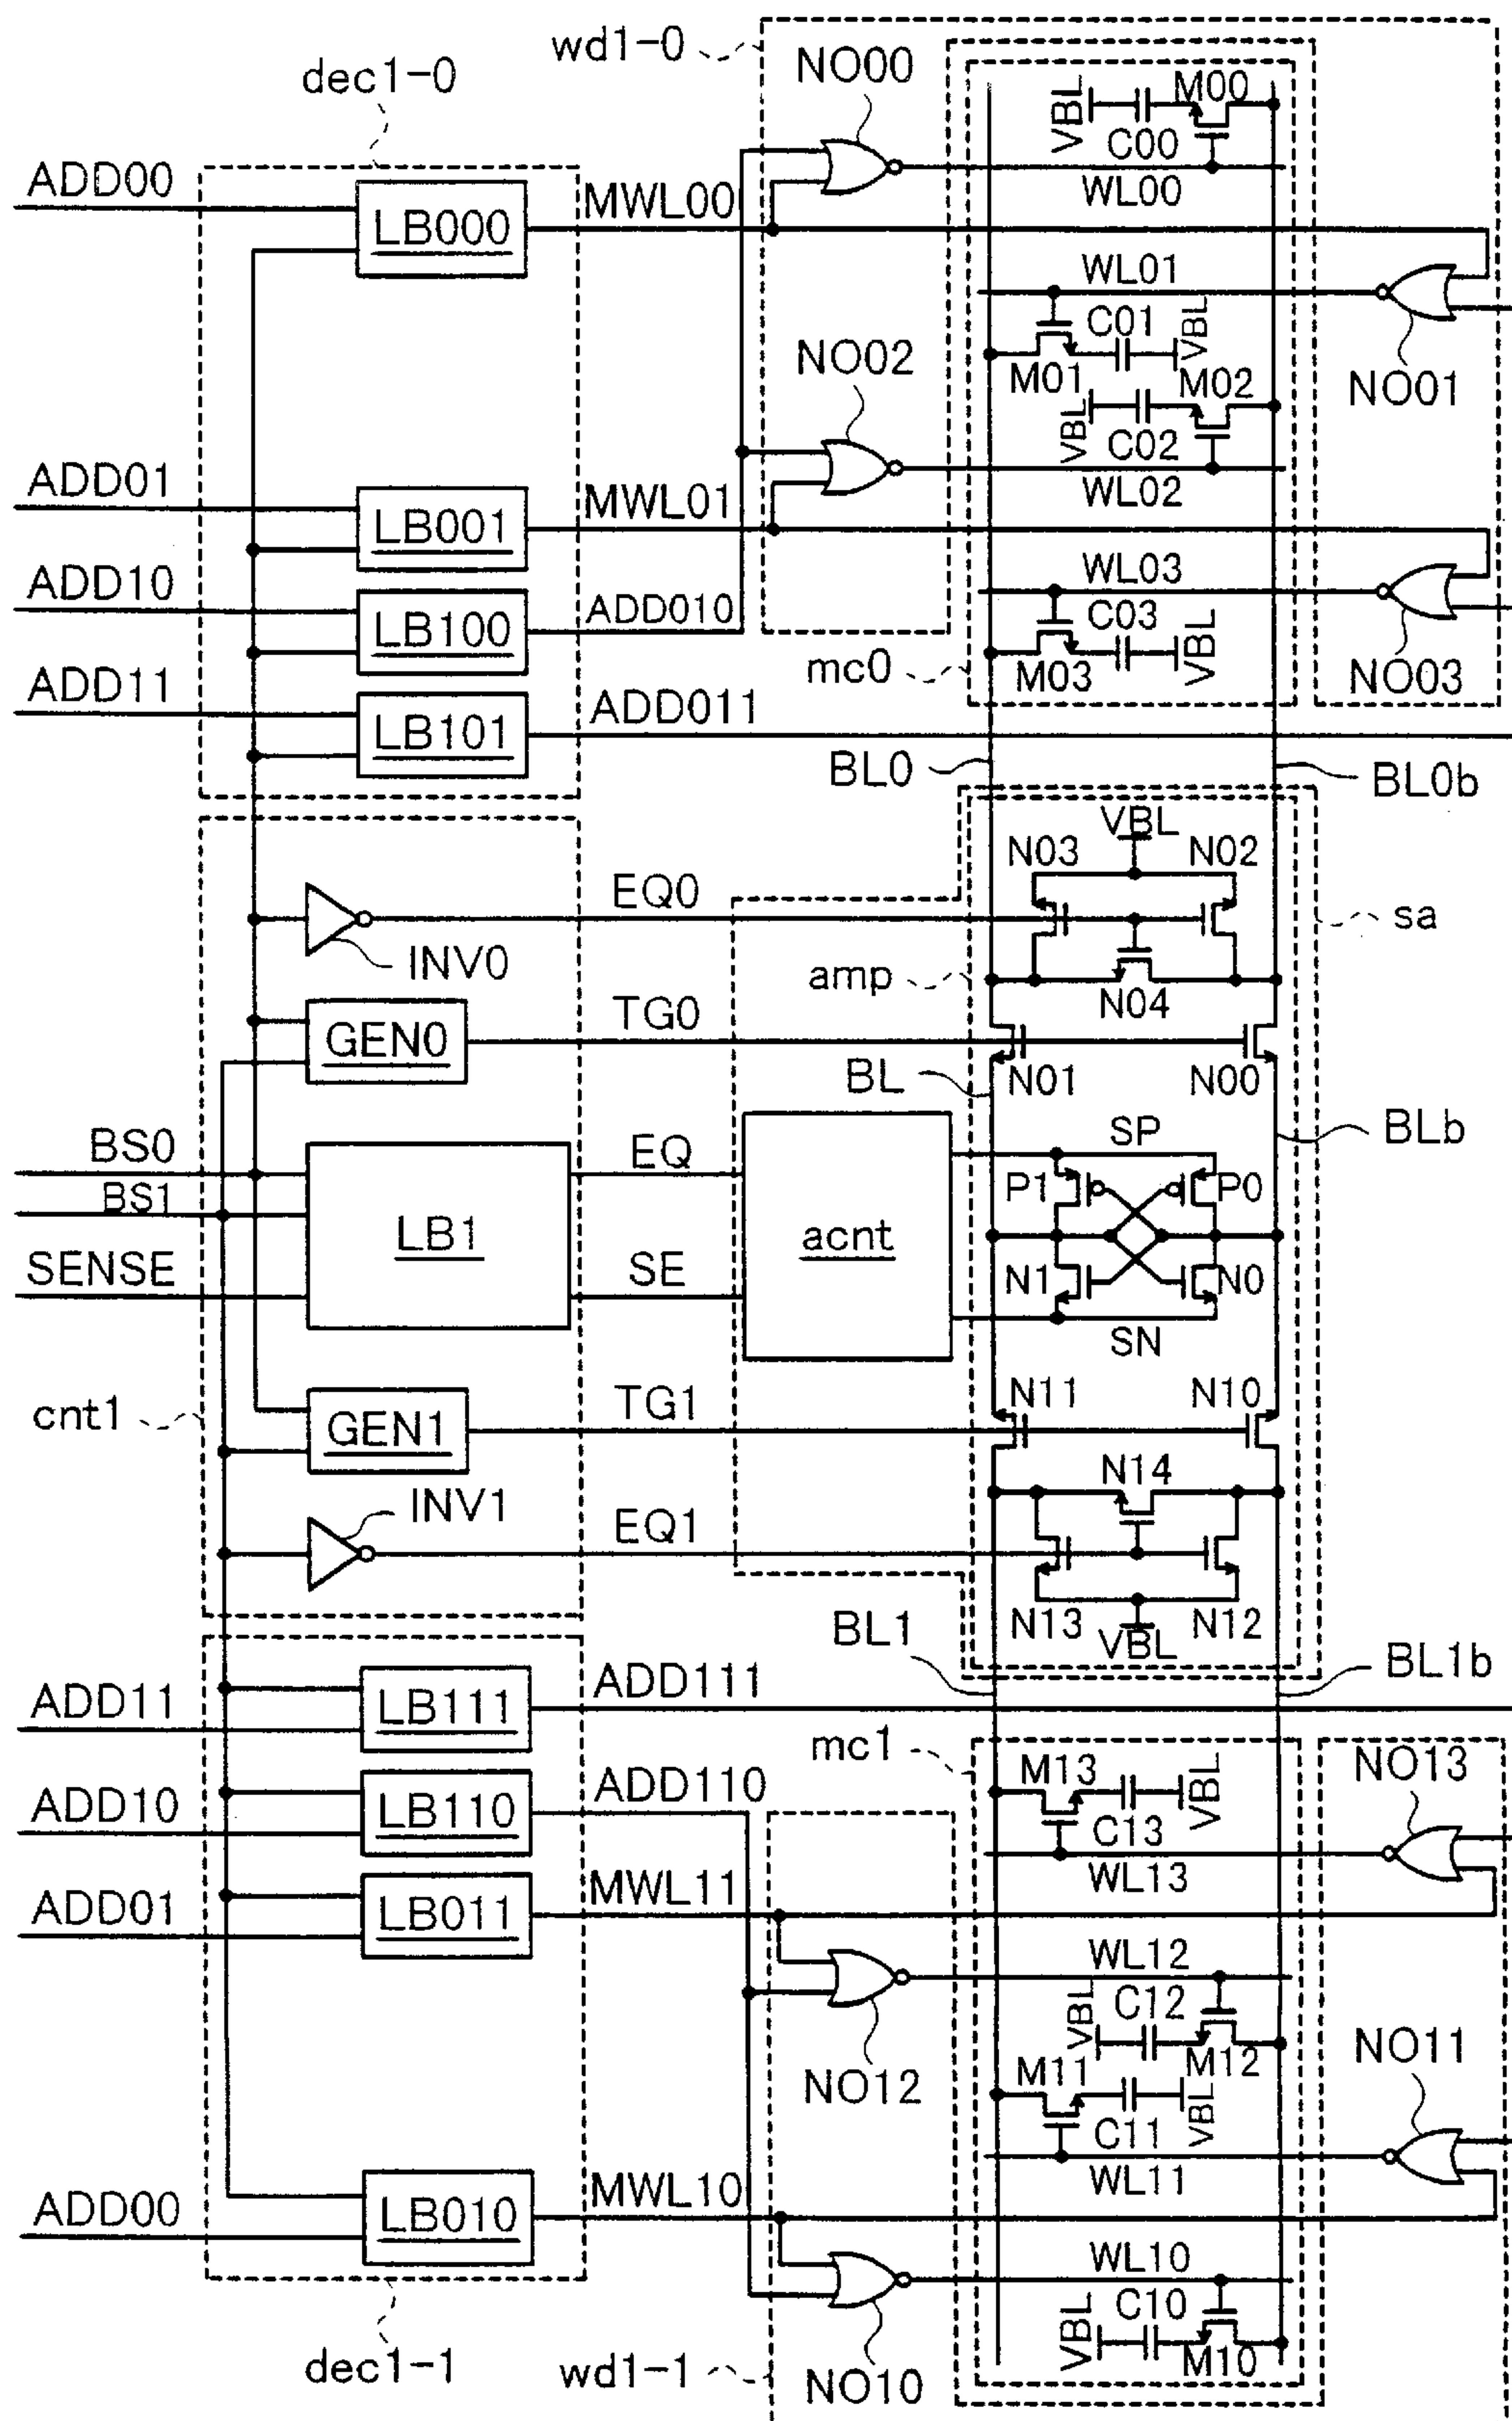 wd1-0
NO00
dec1-0
VBL
M00
C00
ADD00
LB000
MWL00
WL00
WL01
C01
VBL
M01
NO01
NO02
M02
VBL
C02
ADD01
LB001
MWL01
WL02
ADD10
LB100
ADD010
WL03
C03
VBL
M03
mc0
NO03
ADD11
LB101
ADD011
BL0
BL0b
VBL
N03
N02
EQ0
sa
INV0
amp
N04
TG0
GEN0
BL
N01
N00
BLb
BS0
BS1
SENSE
LB1
EQ
SE
acnt
SP
P1
P0
N1
N0
SN
cnt1
GEN1
TG1
N11
N10
N14
INV1
EQ1
N13
N12
VBL
BL1
BL1b
ADD11
LB111
ADD111
mc1
M13
VBL
NO13
ADD10
LB110
ADD110
C13
WL13
ADD01
LB011
MWL11
WL12
C12
VBL
NO12
M12
M11
VBL
C11
NO11
WL11
ADD00
LB010
MWL10
WL10
C10
VBL
M10
dec1-1
wd1-1
NO10